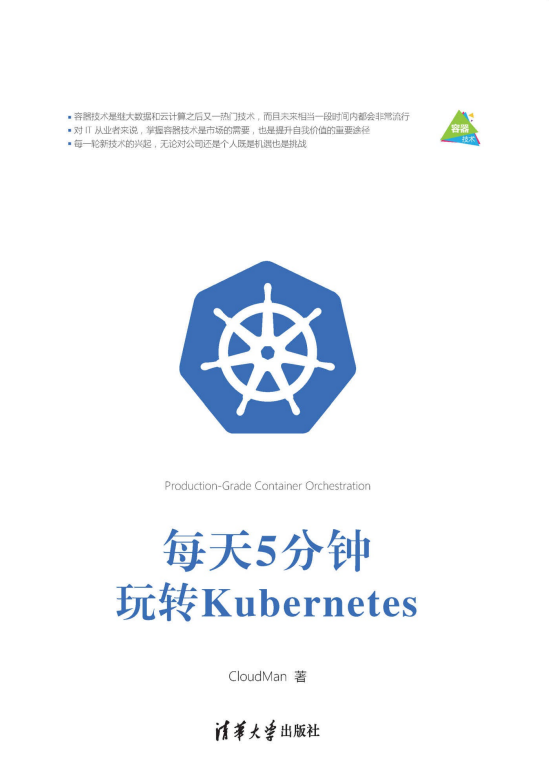 ▪ 容器技术是继大数据和云计算之后又一热门技术，而且未来相当一段时间内都会非常流行
▪ 对 IT 从业者来说，掌握容器技术是市场的需要，也是提升自我价值的重要途径
▪ 每一轮新技术的兴起，无论对公司还是个人既是机遇也是挑战
容器
技术
Production-Grade Container Orchestration
每天5分钟
玩转Kubernetes
CloudMan 著
清华大学出版社